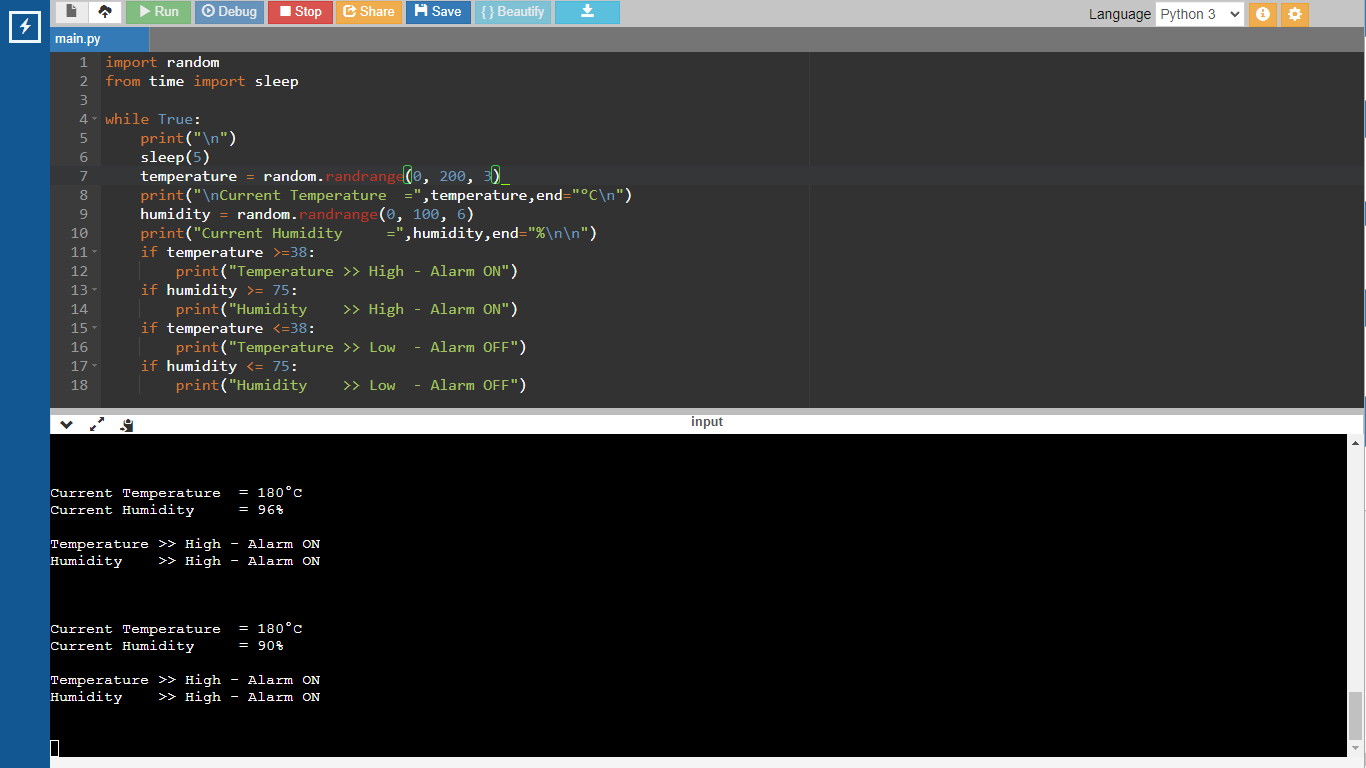 Run Debug Stop Share Save { } Beautify Language Python 3
main.py
1 import random
2 from time import sleep
3
4 while True:
5     print("\n")
6     sleep(5)
7     temperature = random.randrange(0, 200, 3)
8     print("\nCurrent Temperature  =",temperature,end="°C\n")
9     humidity = random.randrange(0, 100, 6)
10     print("Current Humidity     =",humidity,end="%\n\n")
11     if temperature >=38:
12         print("Temperature >> High - Alarm ON")
13     if humidity >= 75:
14         print("Humidity    >> High - Alarm ON")
15     if temperature <=38:
16         print("Temperature >> Low  - Alarm OFF")
17     if humidity <= 75:
18         print("Humidity    >> Low  - Alarm OFF")
input
Current Temperature  = 180°C
Current Humidity     = 96%
Temperature >> High - Alarm ON
Humidity    >> High - Alarm ON
Current Temperature  = 180°C
Current Humidity     = 90%
Temperature >> High - Alarm ON
Humidity    >> High - Alarm ON